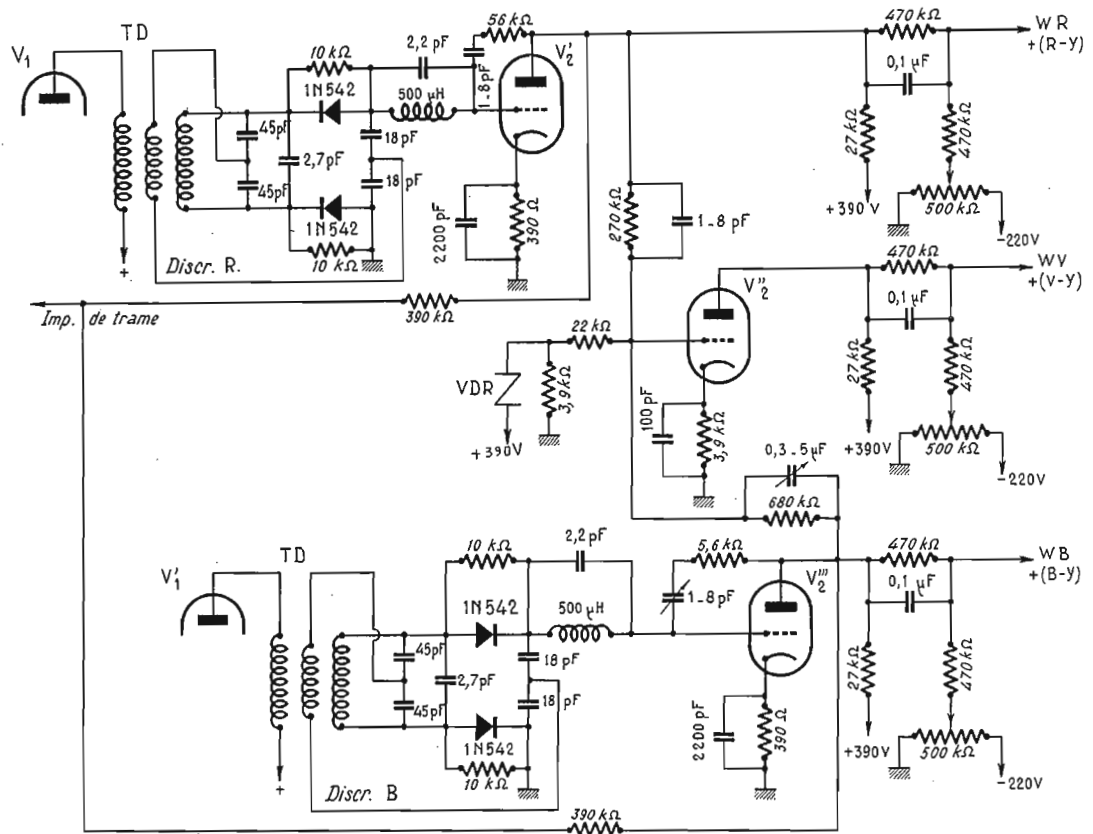 V₁
TD
10 kΩ
1N542
45pF
45pF
2,7pF
1N542
10 kΩ
Discr. R.
+
2,2 pF
500 µH
18pF
18 pF
56 kΩ
1-8pF
V'₂
2200 pF
390 Ω
470 kΩ
WR
+(R-Y)
0,1 µF
27 kΩ
470 kΩ
+390 V
500 kΩ
-220V
Imp. de trame
390 kΩ
270 kΩ
1-8 pF
V"₂
22 kΩ
VDR
3,9 kΩ
+390V
100 pF
3,9 kΩ
470 kΩ
WV
+(V-Y)
0,1 µF
27 kΩ
470 kΩ
+390V
500 kΩ
-220V
0,3-5µF
680 kΩ
V'₁
TD
10 kΩ
1N542
45pF
45pF
2,7pF
1N542
10 kΩ
Discr. B
+
2,2 pF
500 µH
18 pF
18 pF
5,6 kΩ
1-8pF
V'''₂
2200 pF
390 Ω
470 kΩ
WB
+(B-Y)
0,1 µF
27 kΩ
470 kΩ
+390V
500 kΩ
-220V
390 kΩ